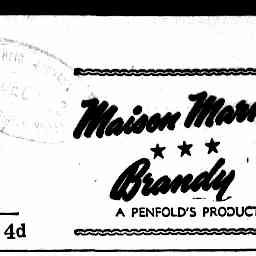 Maison Mar
★ ★ ★
Brandy
A PENFOLD'S PRODUCT
4d